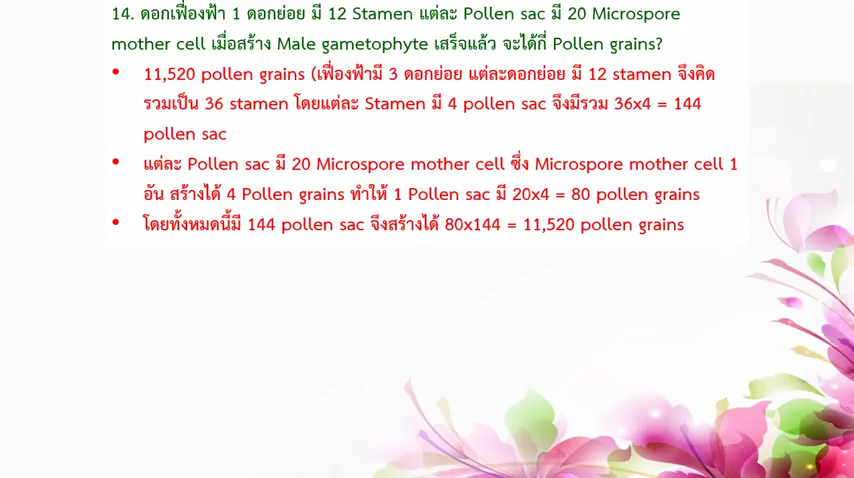 14. ดอกเฟื่องฟ้า 1 ดอกย่อย มี 12 Stamen แต่ละ Pollen sac มี 20 Microspore
mother cell เมื่อสร้าง Male gametophyte เสร็จแล้ว จะได้กี่ Pollen grains?
• 11,520 pollen grains (เฟื่องฟ้ามี 3 ดอกย่อย แต่ละดอกย่อย มี 12 stamen จึงคิด
รวมเป็น 36 stamen โดยแต่ละ Stamen มี 4 pollen sac จึงมีรวม 36x4 = 144
pollen sac
• แต่ละ Pollen sac มี 20 Microspore mother cell ซึ่ง Microspore mother cell 1
อัน สร้างได้ 4 Pollen grains ทำให้ 1 Pollen sac มี 20x4 = 80 pollen grains
• โดยทั้งหมดนี้มี 144 pollen sac จึงสร้างได้ 80x144 = 11,520 pollen grains